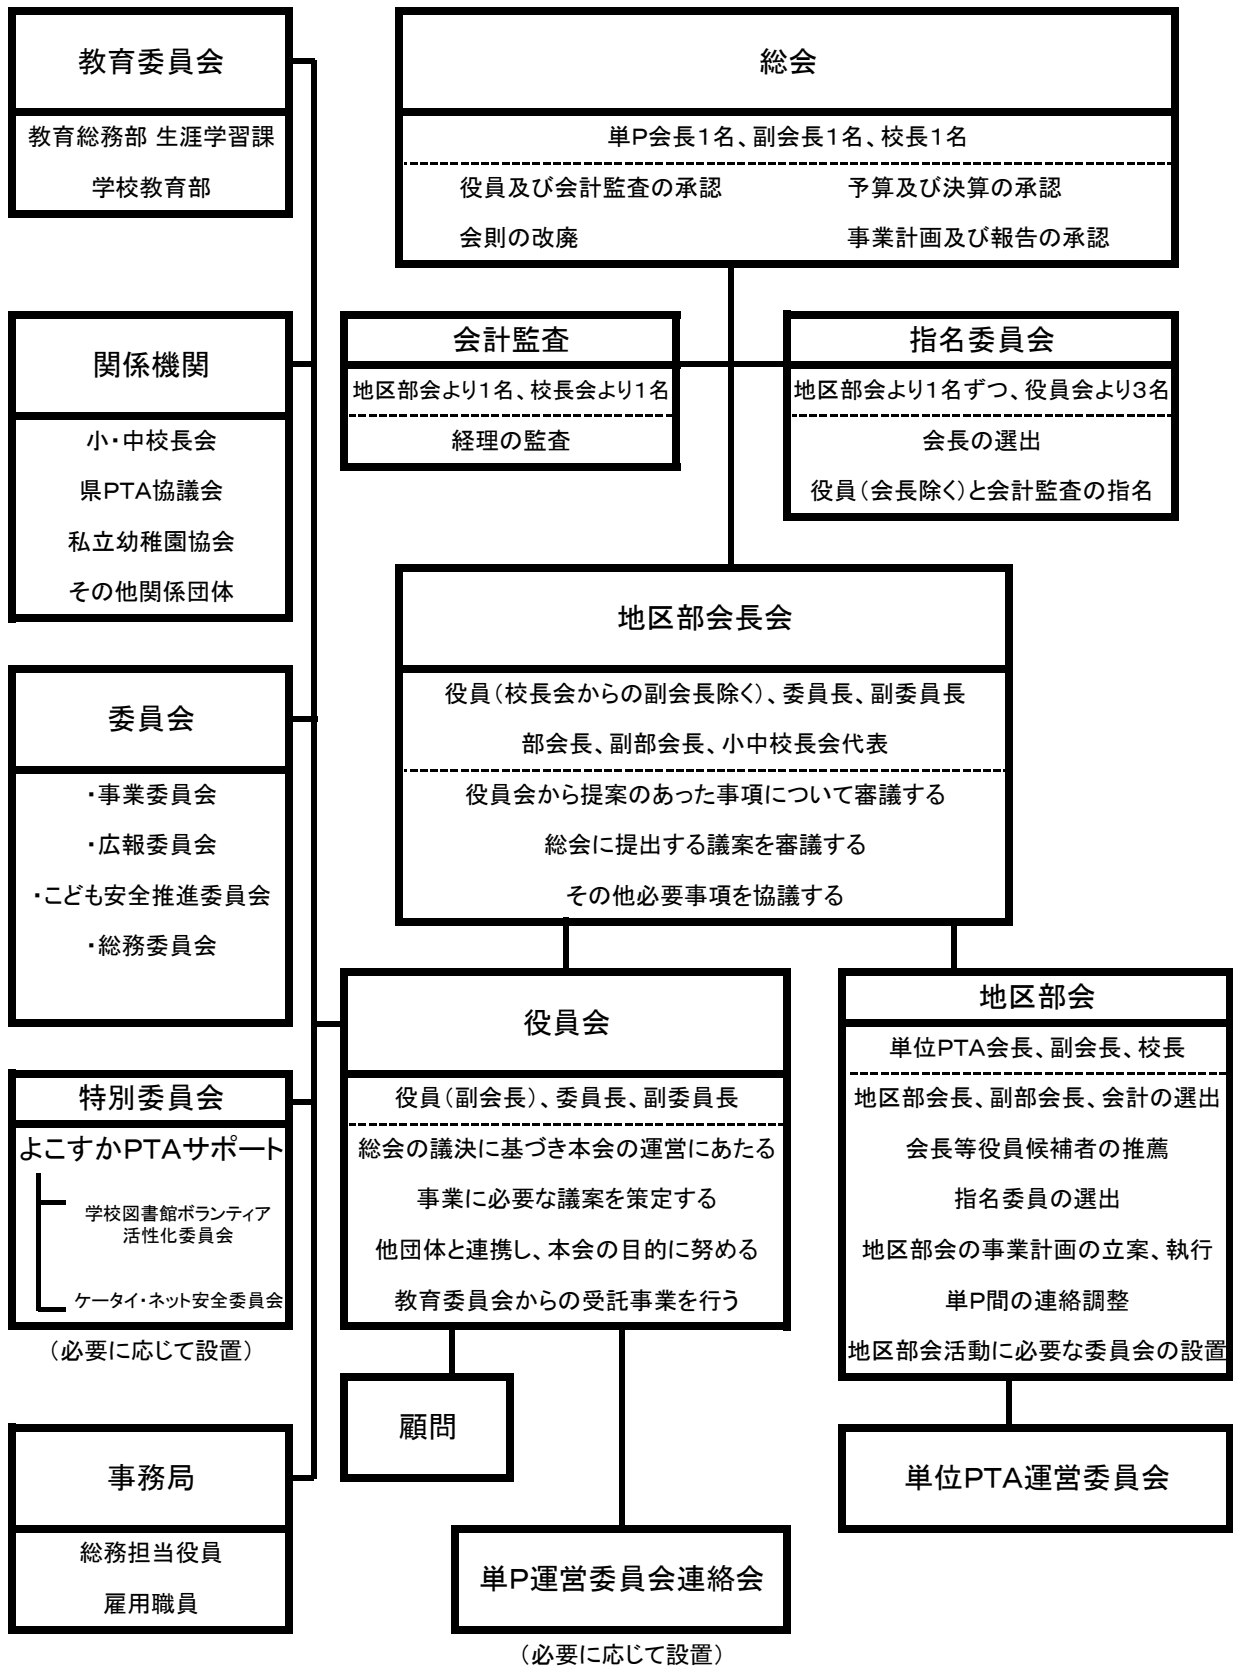 教育委員会
教育総務部 生涯学習課
学校教育部
総会
単P会長1名、副会長1名、校長1名
役員及び会計監査の承認
予算及び決算の承認
会則の改廃
事業計画及び報告の承認
関係機関
小・中校長会
県PTA協議会
私立幼稚園協会
その他関係団体
会計監査
地区部会より1名、校長会より1名
経理の監査
指名委員会
地区部会より1名ずつ、役員会より3名
会長の選出
役員(会長除く)と会計監査の指名
地区部会長会
役員(校長会からの副会長除く)、委員長、副委員長
部会長、副部会長、小中校長会代表
役員会から提案のあった事項について審議する
総会に提出する議案を審議する
その他必要事項を協議する
委員会
・事業委員会
・広報委員会
・こども安全推進委員会
・総務委員会
役員会
役員(副会長)、委員長、副委員長
総会の議決に基づき本会の運営にあたる
事業に必要な議案を策定する
他団体と連携し、本会の目的に努める
教育委員会からの受託事業を行う
地区部会
単位PTA会長、副会長、校長
地区部会長、副部会長、会計の選出
会長等役員候補者の推薦
指名委員の選出
地区部会の事業計画の立案、執行
単P間の連絡調整
地区部会活動に必要な委員会の設置
特別委員会
よこすかPTAサポート
学校図書館ボランティア
活性化委員会
ケータイ・ネット安全委員会
(必要に応じて設置)
顧問
単位PTA運営委員会
事務局
総務担当役員
雇用職員
単P運営委員会連絡会
(必要に応じて設置)